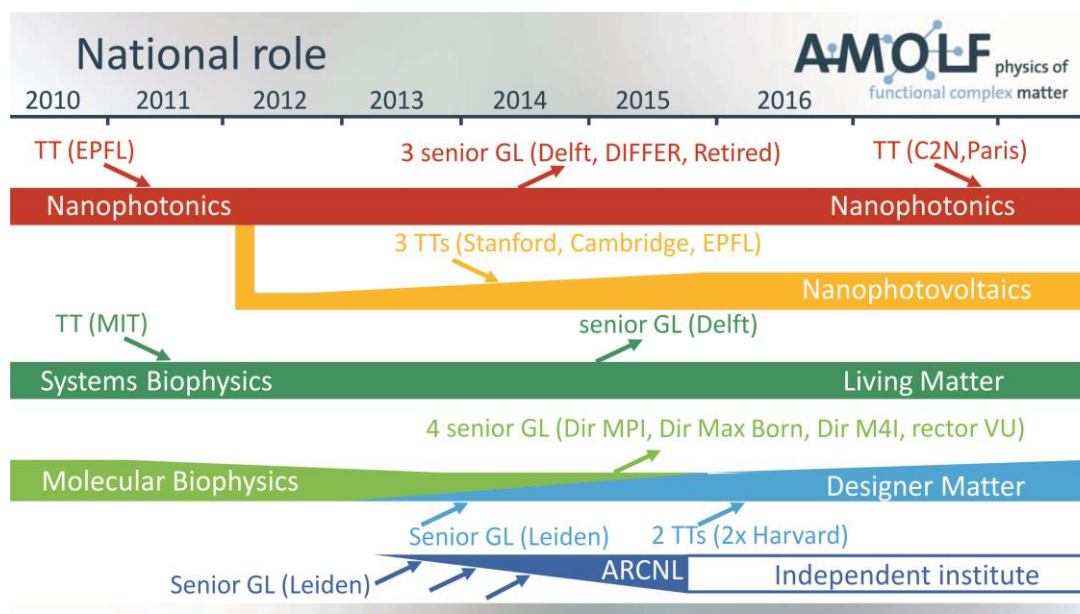 National role
AMOLF physics of
functional complex matter
2010 2011 2012 2013 2014 2015 2016
TT (EPFL)
3 senior GL (Delft, DIFFER, Retired)
TT (C2N,Paris)
Nanophotonics
Nanophotonics
3 TTs (Stanford, Cambridge, EPFL)
Nanophotovoltaics
TT (MIT)
senior GL (Delft)
Systems Biophysics
Living Matter
4 senior GL (Dir MPI, Dir Max Born, Dir M4I, rector VU)
Molecular Biophysics
Designer Matter
Senior GL (Leiden)
2 TTs (2x Harvard)
Senior GL (Leiden)
ARCNL
Independent institute